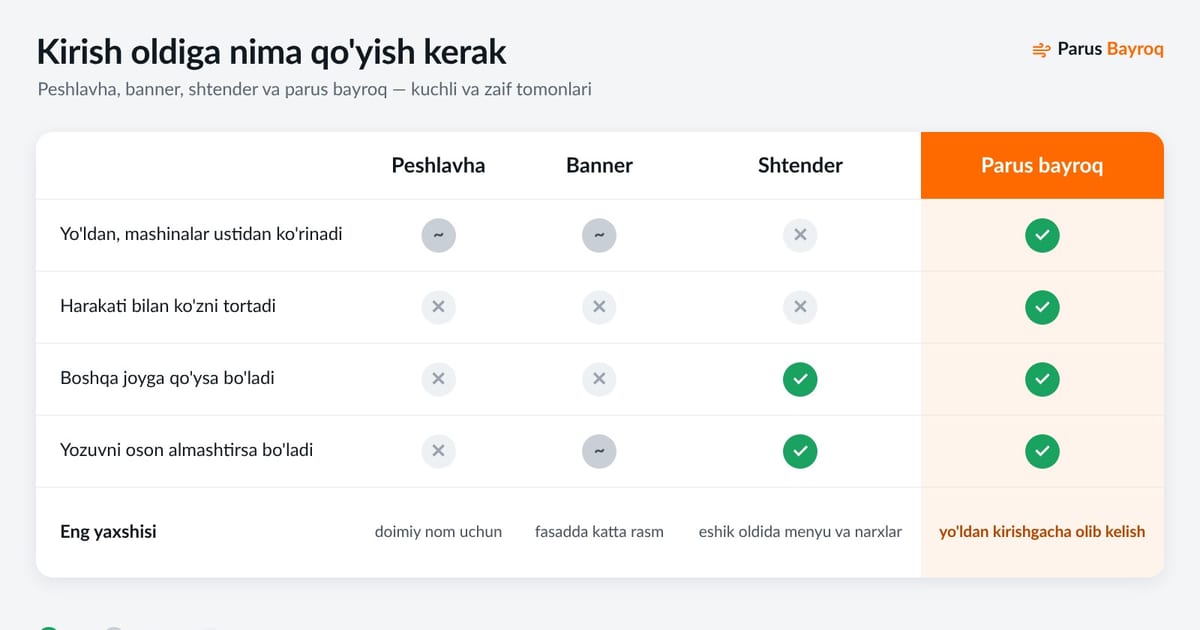 Kirish oldiga nima qo'yish kerak
Parus Bayroq
Peshlavha, banner, shtender va parus bayroq — kuchli va zaif tomonlari
Peshlavha Banner Shtender Parus bayroq
Yo'ldan, mashinalar ustidan ko'rinadi ~ ~ ✕ ✓
Harakati bilan ko'zni tortadi ✕ ✕ ✕ ✓
Boshqa joyga qo'ysa bo'ladi ✕ ✕ ✓ ✓
Yozuvni oson almashtirsa bo'ladi ✕ ~ ✓ ✓
Eng yaxshisi doimiy nom uchun fasadda katta rasm eshik oldida menyu va narxlar yo'ldan kirishgacha olib kelish